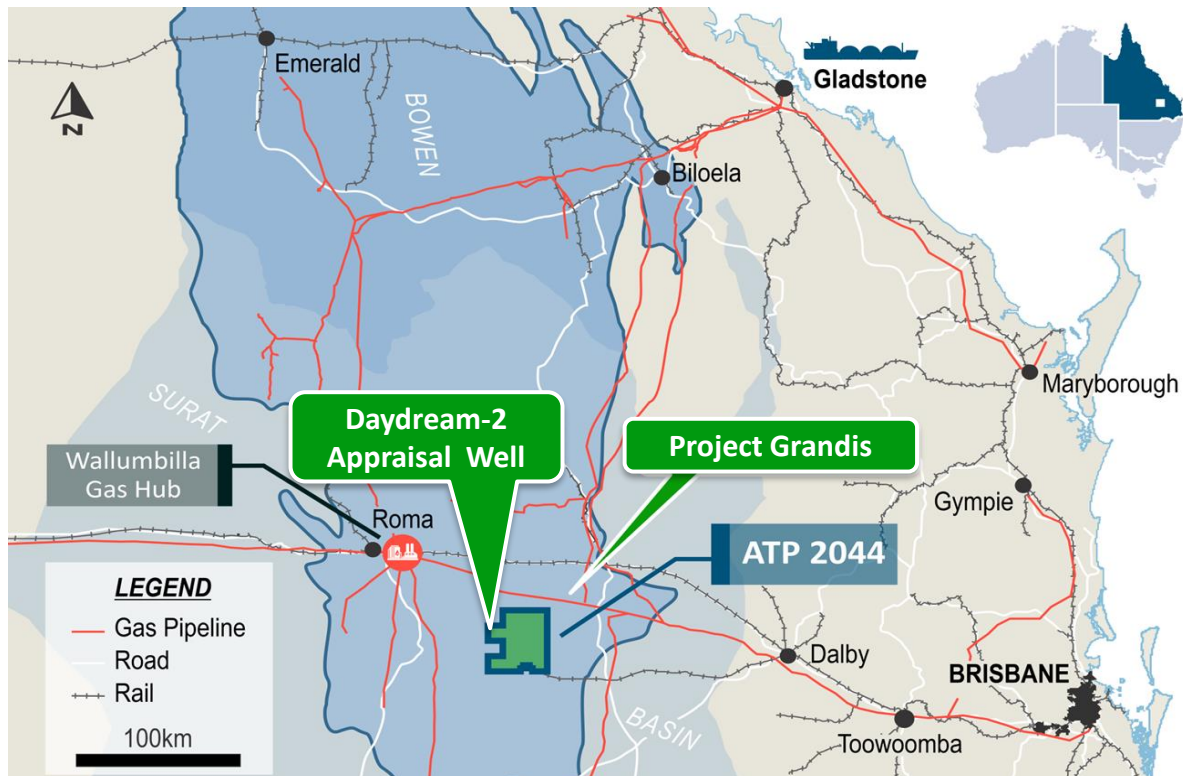 Emerald
N
BOWEN
Gladstone
Biloela
Maryborough
SURAT
Daydream-2
Appraisal Well
Project Grandis
Wallumbilla
Gas Hub
Roma
Gympie
ATP 2044
LEGEND
Gas Pipeline
Road
Rail
100km
Dalby
BRISBANE
BASIN
Toowoomba